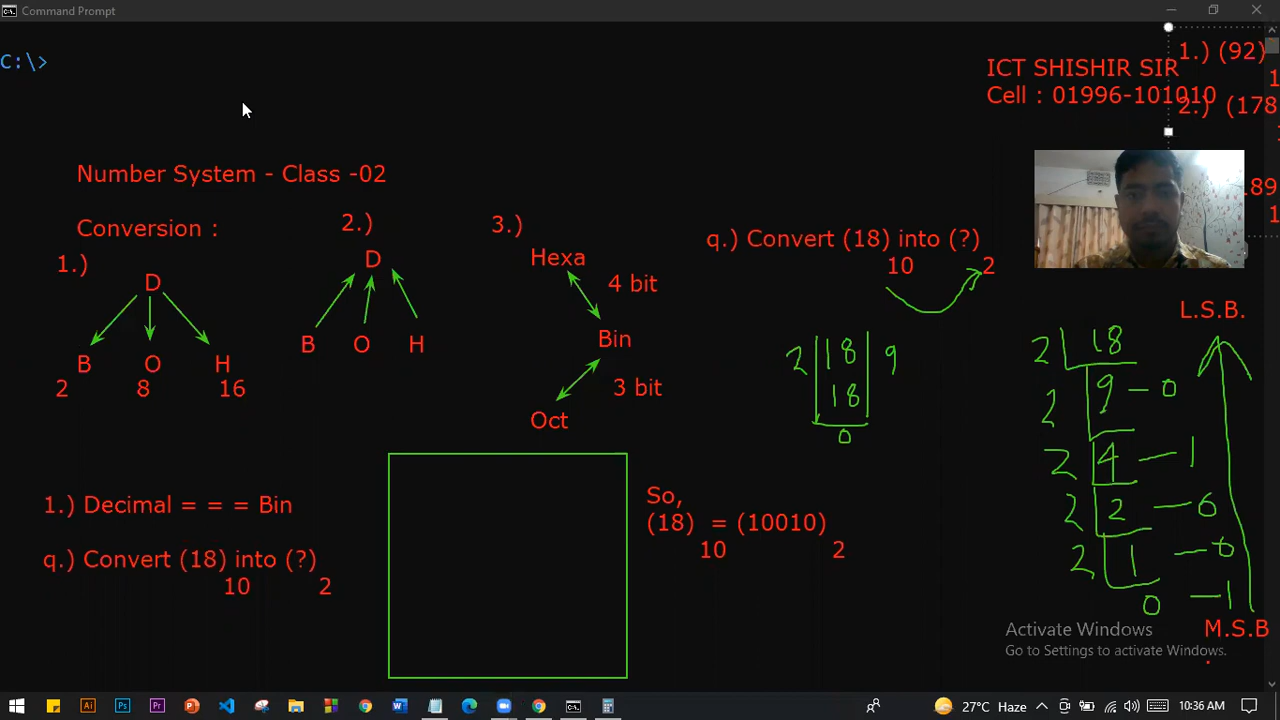 Command Prompt
C:\>
ICT SHISHIR SIR
Cell : 01996-101010
1.) (92)
1
2.) (178
189
1
Number System - Class -02
Conversion :
1.)
D
B O H
2 8 16
2.)
D
B O H
3.)
Hexa
4 bit
Bin
3 bit
Oct
q.) Convert (18) into (?)
10 2
2 18 9
18
0
L.S.B.
2 18
2 9 - 0
2 4 - 1
2 2 - 0
2 1 - 0
0 - 1
M.S.B
.
1.) Decimal = = = Bin
q.) Convert (18) into (?)
10 2
So,
(18) = (10010)
10 2
Activate Windows
Go to Settings to activate Windows.
27°C Haze
10:36 AM